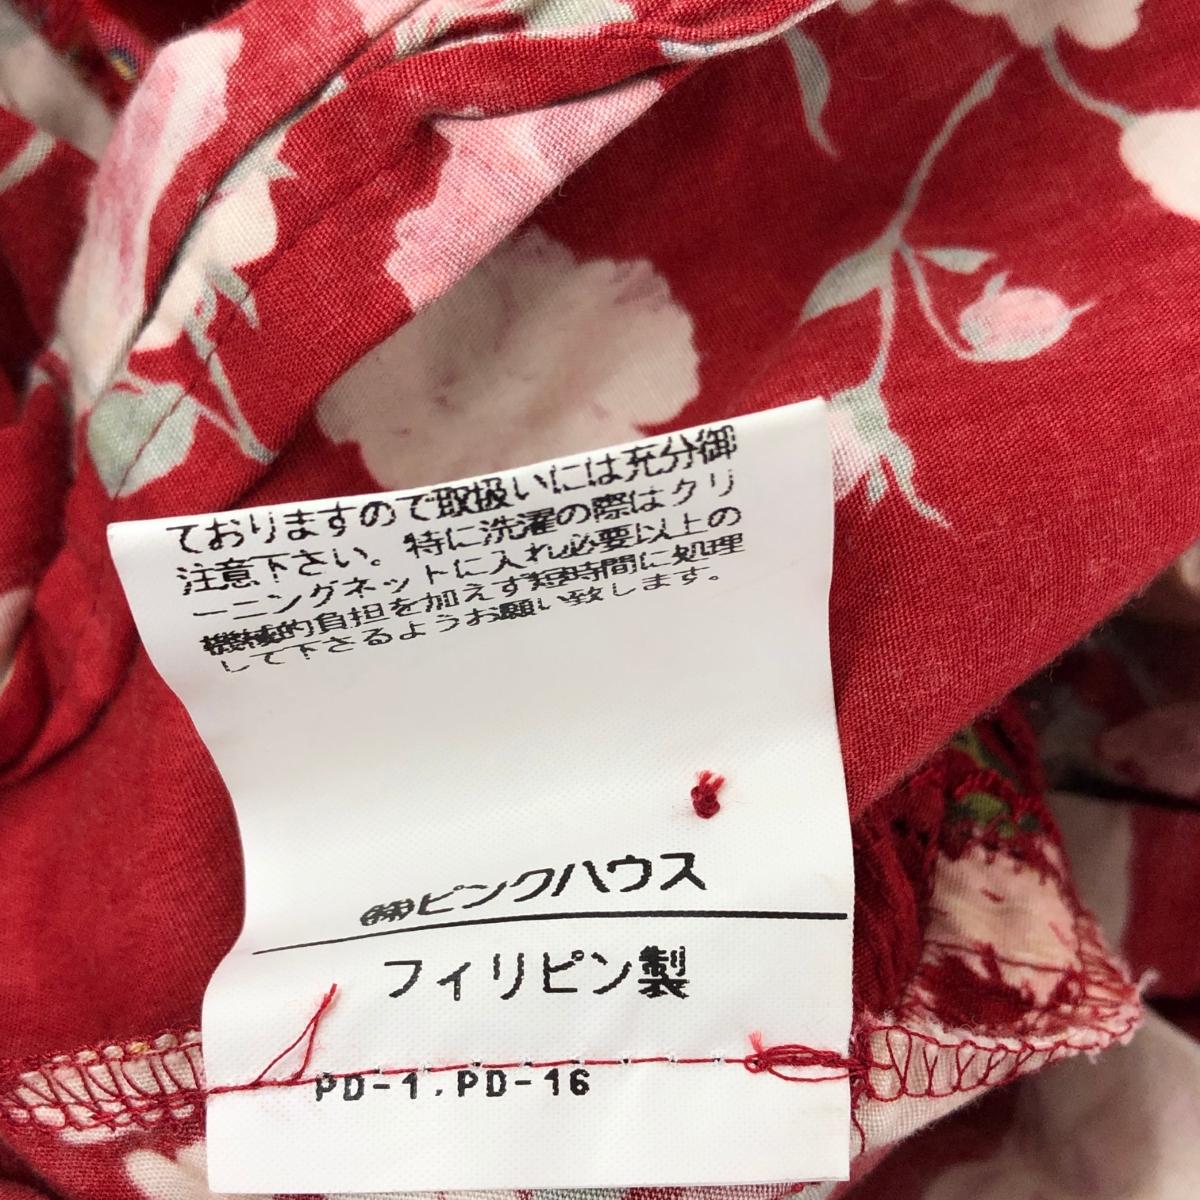 ておりますので取扱いには充分御
注意下さい。特に洗濯の際はクリ
ーニングネットに入れ必要以上の
機械的負担を加えず短時間に処理
して下さるようお願い致します。
㈱ピンクハウス
フィリピン製
PD-1.PD-16